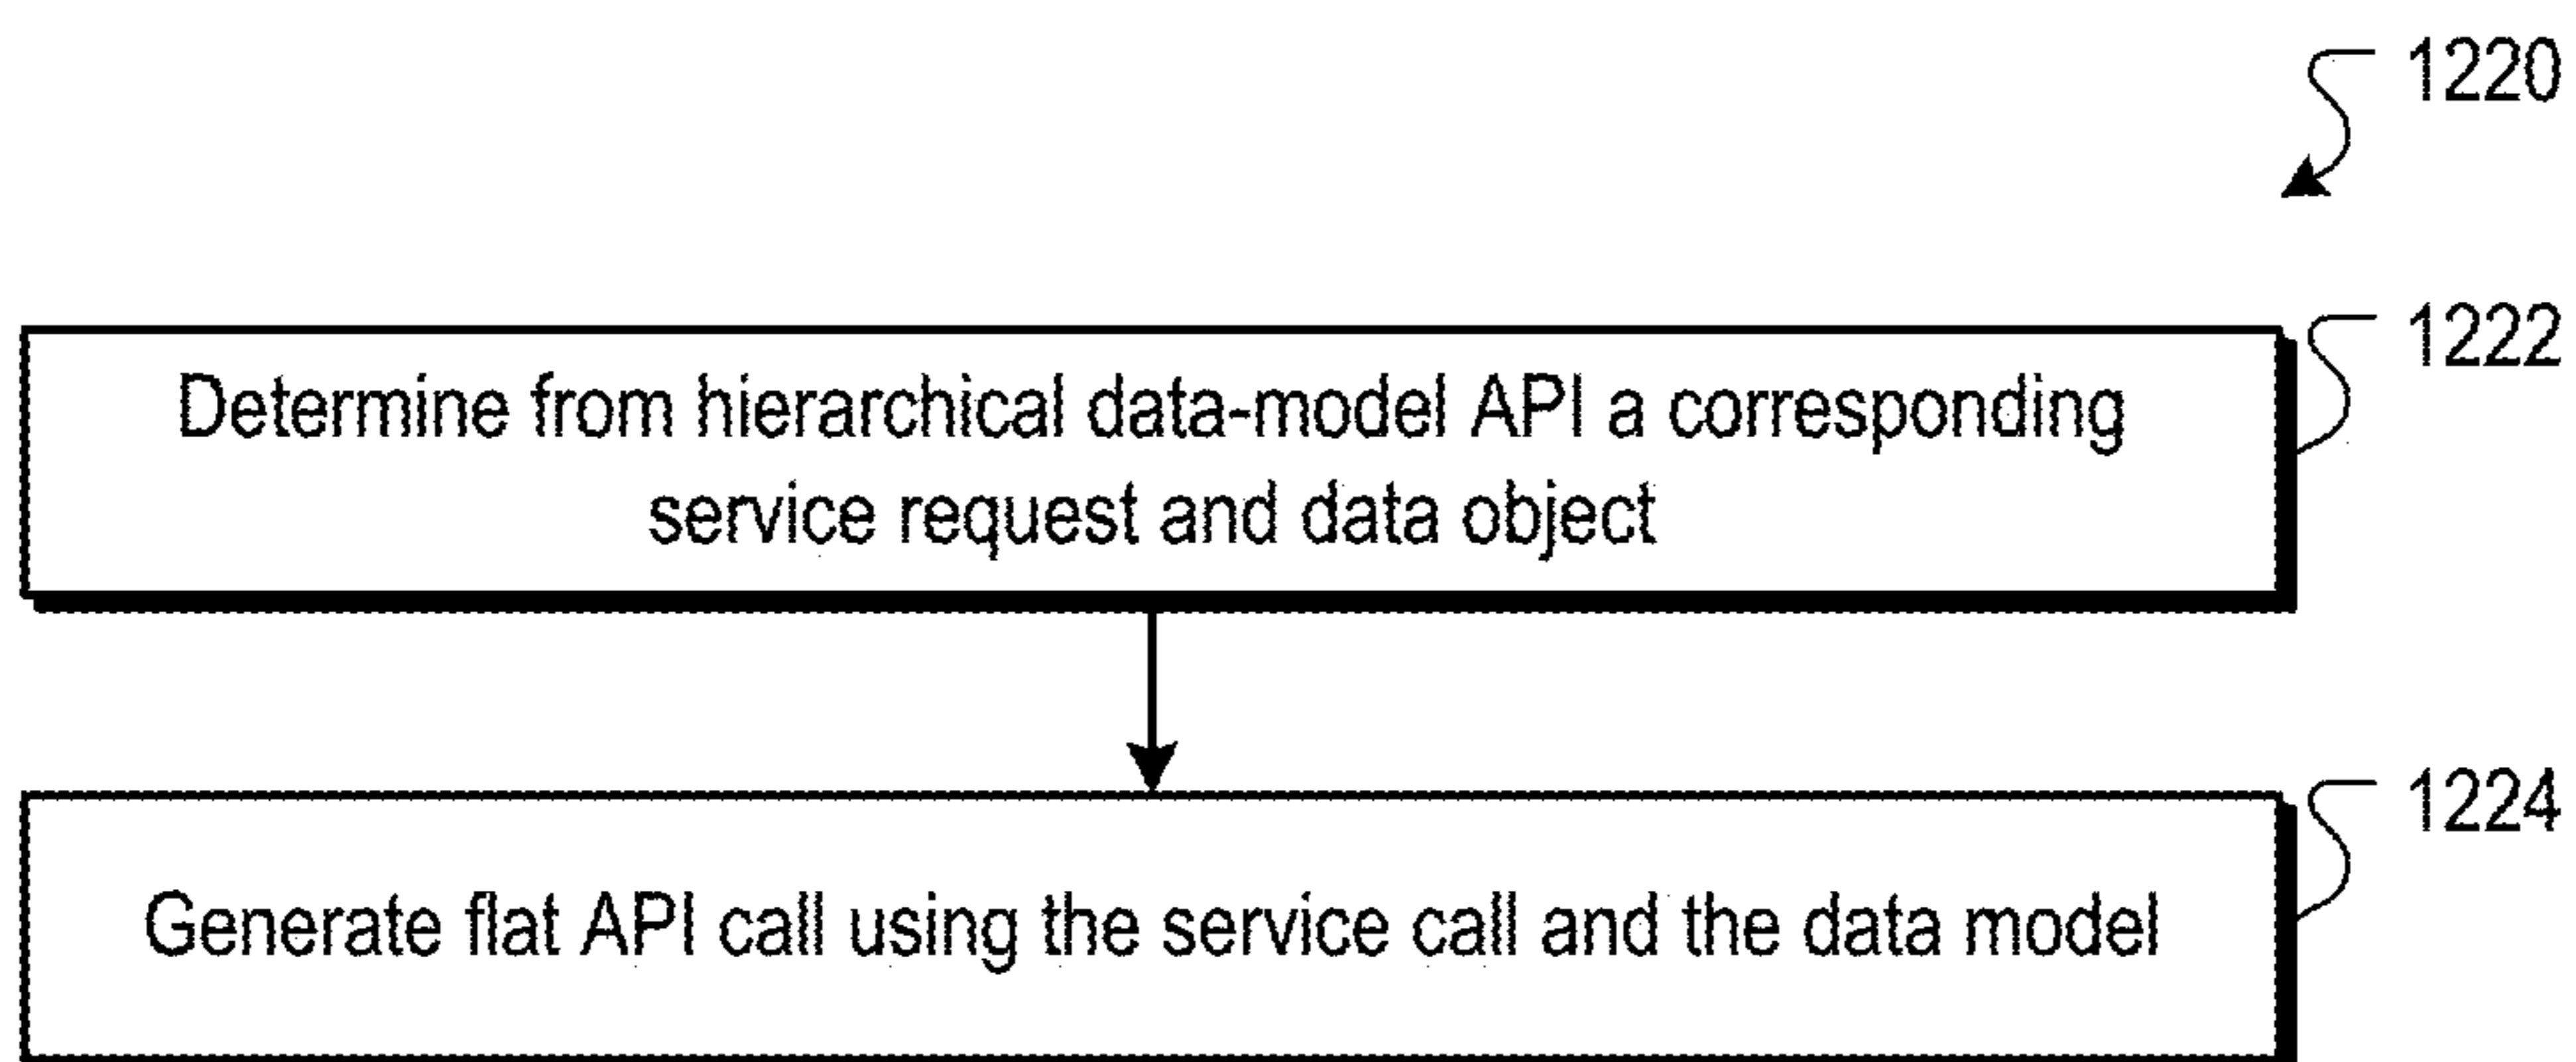 1220
1222
Determine from hierarchical data-model API a corresponding
service request and data object
1224
Generate flat API call using the service call and the data model